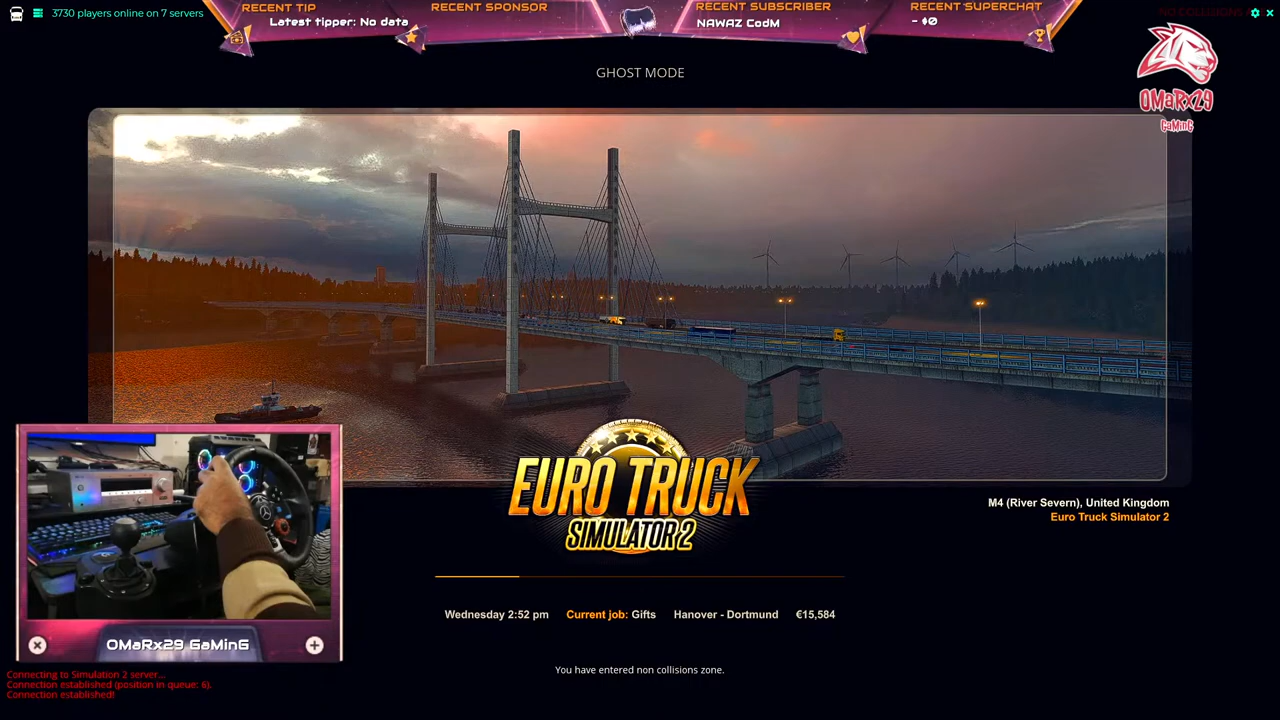 3730 players online on 7 servers
RECENT TIP
Latest tipper: No data
RECENT SPONSOR
RECENT SUBSCRIBER
NAWAZ CodM
RECENT SUPERCHAT
- $0
NO COLLISIONS
GHOST MODE
OMaRx29
GaMinG
EURO TRUCK
SIMULATOR 2
M4 (River Severn), United Kingdom
Euro Truck Simulator 2
Wednesday 2:52 pm Current job: Gifts Hanover - Dortmund €15,584
OMaRx29 GaMinG
You have entered non collisions zone.
Connecting to Simulation 2 server...
Connection established (position in queue: 6).
Connection established!